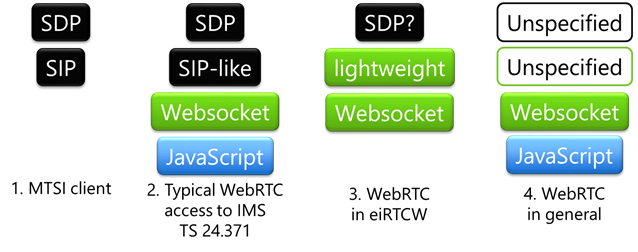 SDP
SIP
1. MTSI client
SDP
SIP-like
Websocket
JavaScript
2. Typical WebRTC
access to IMS
TS 24.371
SDP?
lightweight
Websocket
3. WebRTC
in eiRTCW
Unspecified
Unspecified
Websocket
JavaScript
4. WebRTC
in general